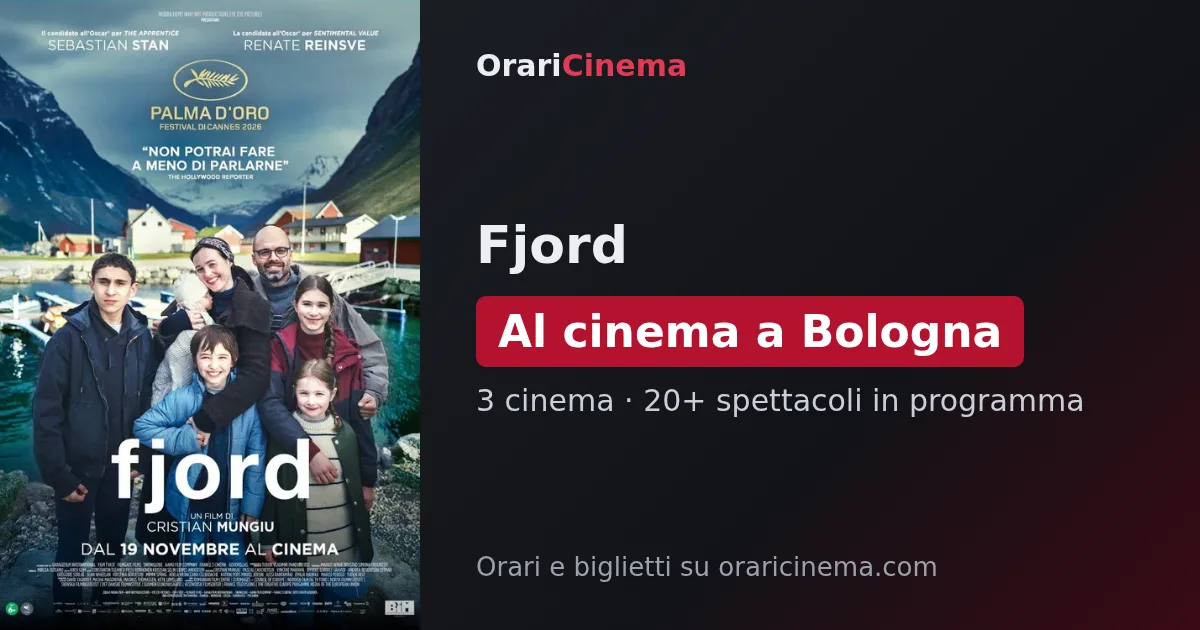 Il candidato all'Oscar® per THE APPRENTICE
SEBASTIAN STAN
La candidata all'Oscar® per SENTIMENTAL VALUE
RENATE REINSVE
PALMA D'ORO
FESTIVAL DI CANNES 2026
“NON POTRAI FARE
A MENO DI PARLARNE”
THE HOLLYWOOD REPORTER
fjord
UN FILM DI
CRISTIAN MUNGIU
DAL 19 NOVEMBRE AL CINEMA
BiM
OrariCinema
Fjord
Al cinema a Bologna
3 cinema · 20+ spettacoli in programma
Orari e biglietti su oraricinema.com